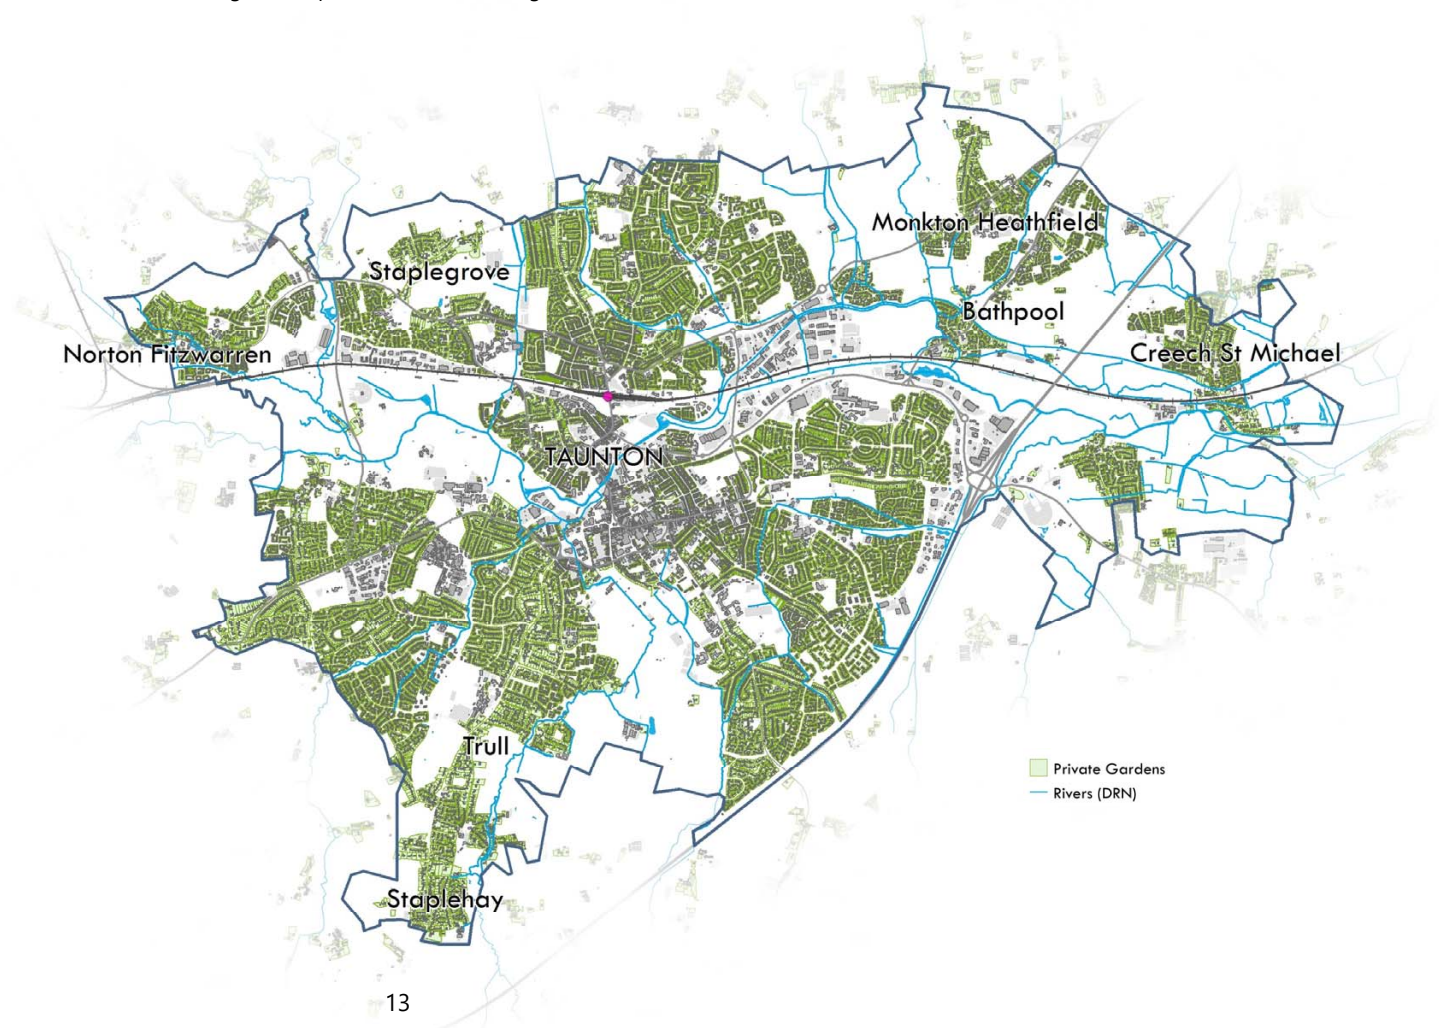 Monkton Heathfield
Staplegrove
Bathpool
Norton Fitzwarren
Creech St Michael
TAUNTON
Trull
Private Gardens
Rivers (DRN)
Staplehay
13